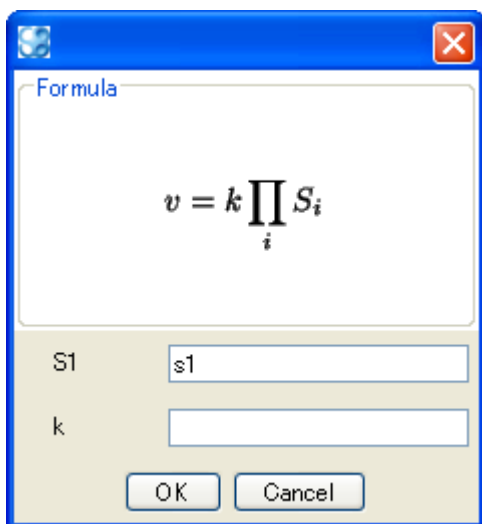 Formula
v = k ∏ S_i
i
S1
s1
k
OK
Cancel